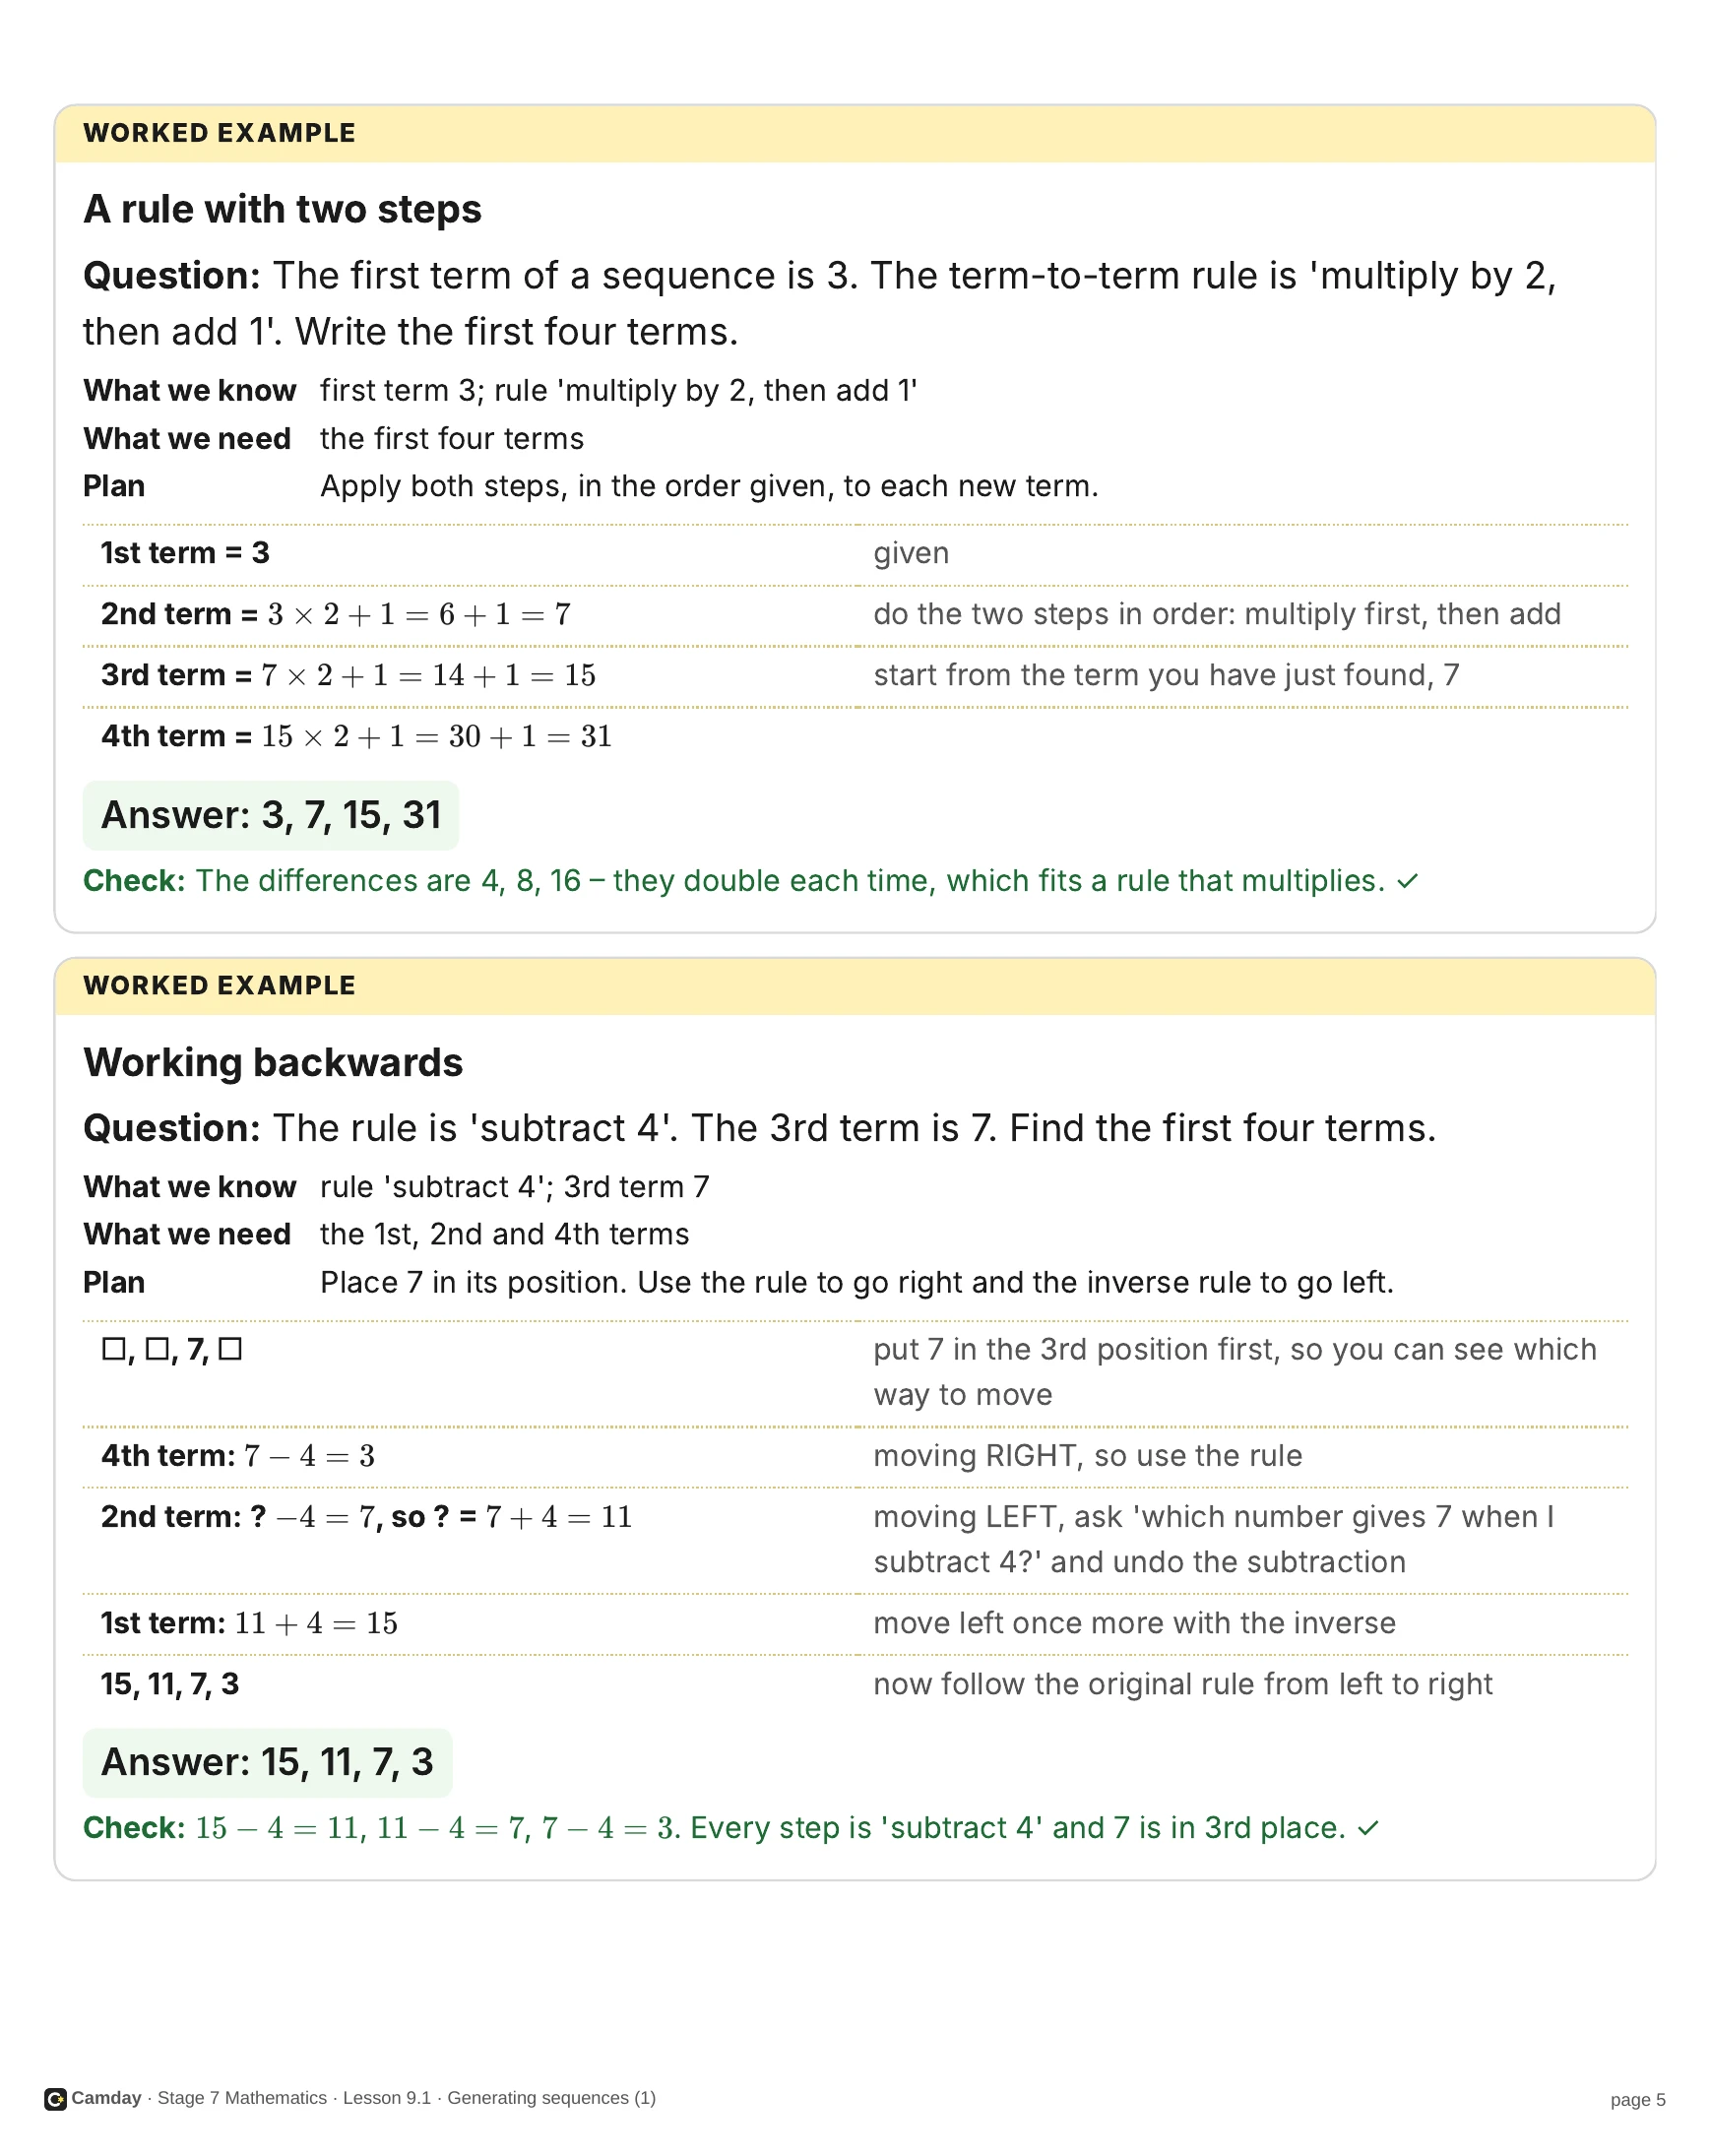 WORKED EXAMPLE
A rule with two steps
Question: The first term of a sequence is 3. The term-to-term rule is 'multiply by 2,
then add 1'. Write the first four terms.
What we know first term 3; rule 'multiply by 2, then add 1'
What we need the first four terms
Plan Apply both steps, in the order given, to each new term.
1st term = 3 given
2nd term = 3 × 2 + 1 = 6 + 1 = 7 do the two steps in order: multiply first, then add
3rd term = 7 × 2 + 1 = 14 + 1 = 15 start from the term you have just found, 7
4th term = 15 × 2 + 1 = 30 + 1 = 31
Answer: 3, 7, 15, 31
Check: The differences are 4, 8, 16 – they double each time, which fits a rule that multiplies. ✓
WORKED EXAMPLE
Working backwards
Question: The rule is 'subtract 4'. The 3rd term is 7. Find the first four terms.
What we know rule 'subtract 4'; 3rd term 7
What we need the 1st, 2nd and 4th terms
Plan Place 7 in its position. Use the rule to go right and the inverse rule to go left.
☐, ☐, 7, ☐ put 7 in the 3rd position first, so you can see which
way to move
4th term: 7 − 4 = 3 moving RIGHT, so use the rule
2nd term: ? −4 = 7, so ? = 7 + 4 = 11 moving LEFT, ask 'which number gives 7 when I
subtract 4?' and undo the subtraction
1st term: 11 + 4 = 15 move left once more with the inverse
15, 11, 7, 3 now follow the original rule from left to right
Answer: 15, 11, 7, 3
Check: 15 − 4 = 11, 11 − 4 = 7, 7 − 4 = 3. Every step is 'subtract 4' and 7 is in 3rd place. ✓
Camday · Stage 7 Mathematics · Lesson 9.1 · Generating sequences (1) page 5